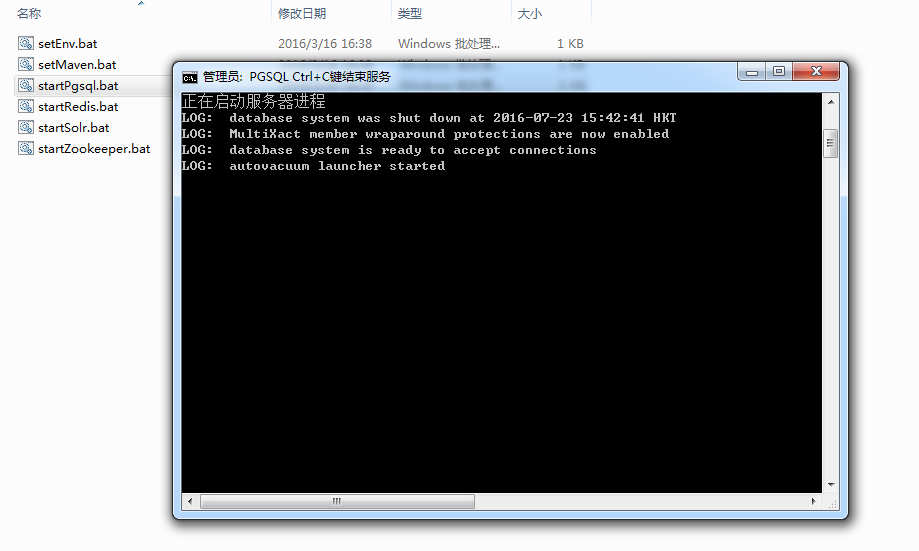 名称 修改日期 类型 大小
setEnv.bat 2016/3/16 16:38 Windows 批处理... 1 KB
setMaven.bat
startPgsql.bat
startRedis.bat
startSolr.bat
startZookeeper.bat
管理员: PGSQL Ctrl+C键结束服务
正在启动服务器进程
LOG: database system was shut down at 2016-07-23 15:42:41 HKT
LOG: MultiXact member wraparound protections are now enabled
LOG: database system is ready to accept connections
LOG: autovacuum launcher started